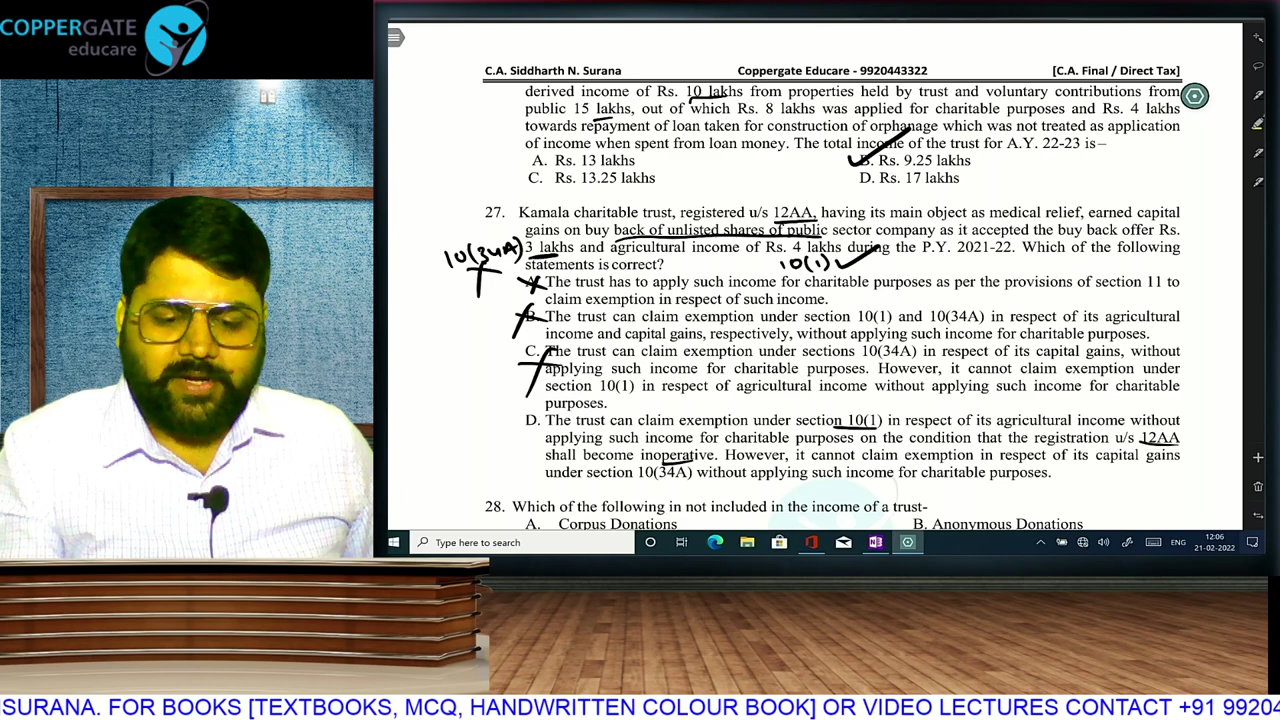 COPPERGATE
educare
C.A. Siddharth N. Surana Coppergate Educare - 9920443322 [C.A. Final / Direct Tax]
derived income of Rs. 10 lakhs from properties held by trust and voluntary contributions from
public 15 lakhs, out of which Rs. 8 lakhs was applied for charitable purposes and Rs. 4 lakhs
towards repayment of loan taken for construction of orphanage which was not treated as application
of income when spent from loan money. The total income of the trust for A.Y. 22-23 is–
A. Rs. 13 lakhs B. Rs. 9.25 lakhs
C. Rs. 13.25 lakhs D. Rs. 17 lakhs
27. Kamala charitable trust, registered u/s 12AA, having its main object as medical relief, earned capital
gains on buy back of unlisted shares of public sector company as it accepted the buy back offer Rs.
10(34A) 3 lakhs and agricultural income of Rs. 4 lakhs during the P.Y. 2021-22. Which of the following
statements is correct? 10(1)
A. The trust has to apply such income for charitable purposes as per the provisions of section 11 to
claim exemption in respect of such income.
B. The trust can claim exemption under section 10(1) and 10(34A) in respect of its agricultural
income and capital gains, respectively, without applying such income for charitable purposes.
C. The trust can claim exemption under sections 10(34A) in respect of its capital gains, without
applying such income for charitable purposes. However, it cannot claim exemption under
section 10(1) in respect of agricultural income without applying such income for charitable
purposes.
D. The trust can claim exemption under section 10(1) in respect of its agricultural income without
applying such income for charitable purposes on the condition that the registration u/s 12AA
shall become inoperative. However, it cannot claim exemption in respect of its capital gains
under section 10(34A) without applying such income for charitable purposes.
28. Which of the following in not included in the income of a trust-
A. Corpus Donations B. Anonymous Donations
Type here to search
ENG
12:06
21-02-2022
SURANA. FOR BOOKS [TEXTBOOKS, MCQ, HANDWRITTEN COLOUR BOOK] OR VIDEO LECTURES CONTACT +91 9920